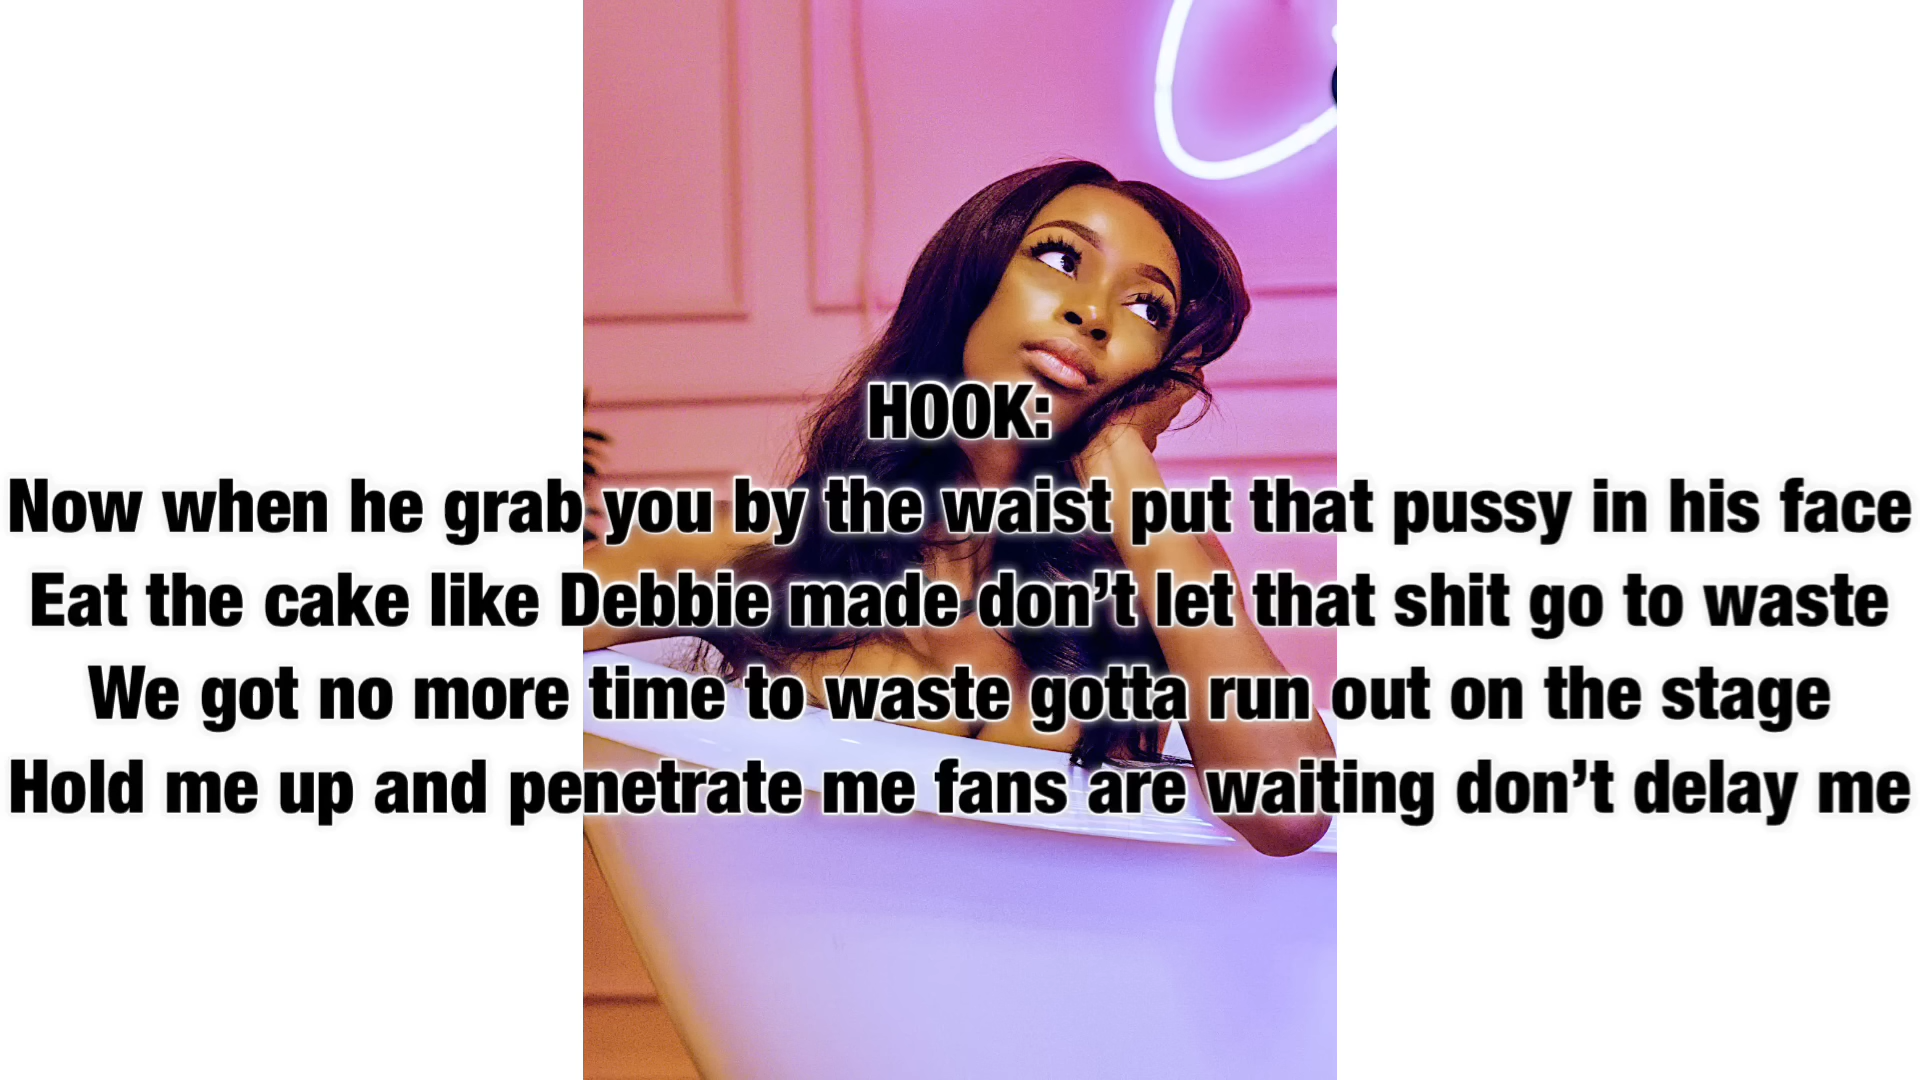 HOOK:
Now when he grab you by the waist put that pussy in his face
Eat the cake like Debbie made don’t let that shit go to waste
We got no more time to waste gotta run out on the stage
Hold me up and penetrate me fans are waiting don’t delay me